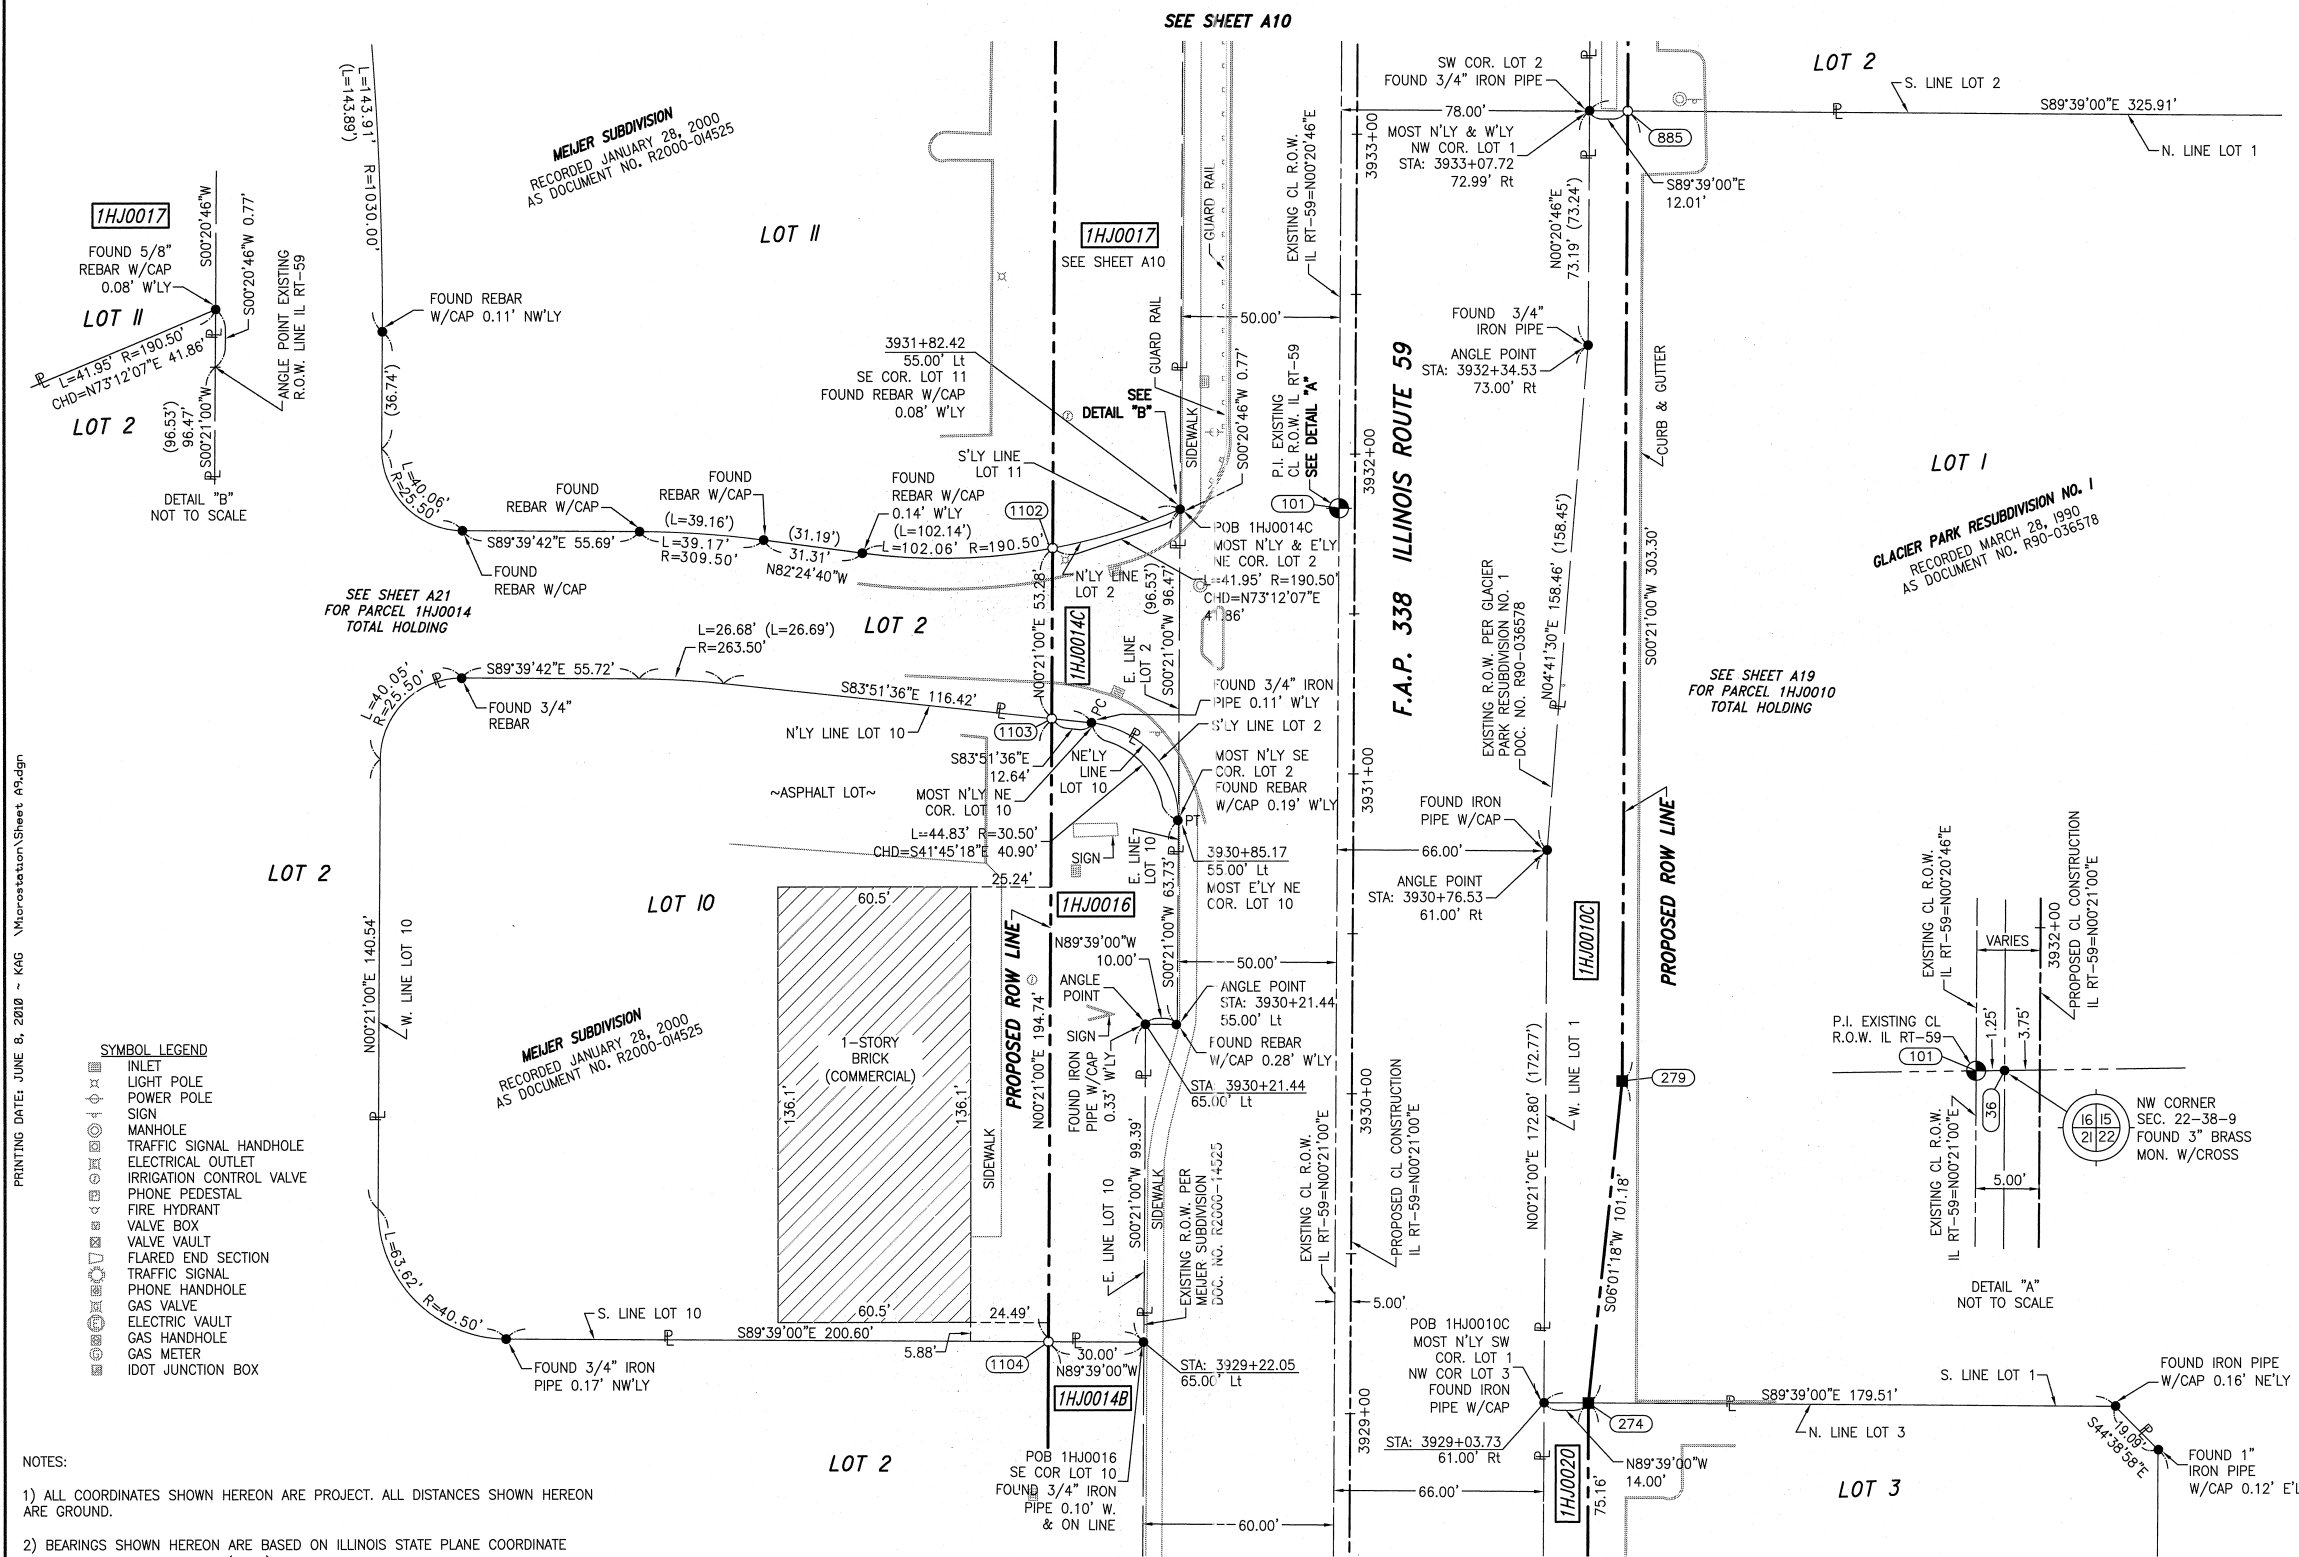 SEE SHEET A10
L=143.91' R=1030.00'
(L=143.89')
MEIJER SUBDIVISION
RECORDED JANUARY 28, 2000
AS DOCUMENT NO. R2000-014525
LOT 11
1HJ0017
FOUND 5/8"
REBAR W/CAP
0.08' W'LY
LOT 11
S00°20'46"W
S00°20'46"W 0.77'
ANGLE POINT EXISTING
R.O.W. LINE IL RT-59
L=41.95' R=190.50'
CHD=N73°12'07"E 41.86'
LOT 2
(96.53')
96.47'
S00°21'00"W
DETAIL "B"
NOT TO SCALE
FOUND REBAR
W/CAP 0.11' NW'LY
(36.74')
L=40.06'
R=25.50'
1HJ0017
SEE SHEET A10
3931+82.42
55.00' Lt
SE COR. LOT 11
FOUND REBAR W/CAP
0.08' W'LY
SEE
DETAIL "B"
S'LY LINE
LOT 11
GUARD RAIL
GUARD RAIL
SIDEWALK
50.00'
S00°20'46"W 0.77'
EXISTING CL R.O.W.
IL RT-59=N00°20'46"E
P.I. EXISTING
CL R.O.W. IL RT-59
SEE DETAIL "A"
101
3933+00
3932+00
F.A.P. 338 ILLINOIS ROUTE 59
SW COR. LOT 2
FOUND 3/4" IRON PIPE
78.00'
MOST N'LY & W'LY
NW COR. LOT 1
STA: 3933+07.72
72.99' Rt
885
S89°39'00"E
12.01'
LOT 2
S. LINE LOT 2
S89°39'00"E 325.91'
N. LINE LOT 1
N00°20'46"E
73.19' (73.24')
FOUND 3/4"
IRON PIPE
ANGLE POINT
STA: 3932+34.53
73.00' Rt
CURB & GUTTER
LOT 1
GLACIER PARK RESUBDIVISION NO. 1
RECORDED MARCH 28, 1990
AS DOCUMENT NO. R90-036578
FOUND
REBAR W/CAP
FOUND
REBAR W/CAP
FOUND
REBAR W/CAP
0.14' W'LY
(L=102.14')
L=102.06' R=190.50'
1102
(L=39.16')
L=39.17'
R=309.50'
(31.19')
31.31'
N82°24'40"W
S89°39'42"E 55.69'
FOUND
REBAR W/CAP
SEE SHEET A21
FOR PARCEL 1HJ0014
TOTAL HOLDING
POB 1HJ0014C
MOST N'LY & E'LY
NE COR. LOT 2
L=41.95' R=190.50'
CHD=N73°12'07"E
41.86'
N'LY LINE
LOT 2
N00°21'00"E 53.28'
1HJ0014C
E. LINE
LOT 2
(96.53')
S00°21'00"W 96.47'
LOT 2
L=26.68' (L=26.69')
R=263.50'
S89°39'42"E 55.72'
L=40.05'
R=25.50'
FOUND 3/4"
REBAR
S83°51'36"E 116.42'
N'LY LINE LOT 10
1103
PC
S83°51'36"E
12.64'
NE'LY
LINE
LOT 10
FOUND 3/4" IRON
PIPE 0.11' W'LY
S'LY LINE LOT 2
MOST N'LY SE
COR. LOT 2
FOUND REBAR
W/CAP 0.19' W'LY
PT
~ASPHALT LOT~
MOST N'LY NE
COR. LOT 10
L=44.83' R=30.50'
CHD=S41°45'18"E 40.90'
SIGN
E. LINE
LOT 10
S00°21'00"W 63.73'
3930+85.17
55.00' Lt
MOST E'LY NE
COR. LOT 10
3931+00
EXISTING R.O.W. PER GLACIER
PARK RESUBDIVISION NO. 1
DOC. NO. R90-036578
N04°41'30"E 158.46' (158.45')
S00°21'00"W 303.30'
SEE SHEET A19
FOR PARCEL 1HJ0010
TOTAL HOLDING
FOUND IRON
PIPE W/CAP
66.00'
ANGLE POINT
STA: 3930+76.53
61.00' Rt
PROPOSED ROW LINE
1HJ0010C
LOT 2
N00°21'00"E 140.54'
W. LINE LOT 10
LOT 10
25.24'
60.5'
136.1'
136.1'
1-STORY
BRICK
(COMMERCIAL)
60.5'
SIDEWALK
PROPOSED ROW LINE
N00°21'00"E 194.74'
1HJ0016
N89°39'00"W
10.00'
ANGLE
POINT
SIGN
FOUND IRON
PIPE W/CAP
0.33' W'LY
50.00'
ANGLE POINT
STA: 3930+21.44
55.00' Lt
FOUND REBAR
W/CAP 0.28' W'LY
STA: 3930+21.44
65.00' Lt
S00°21'00"W 99.39'
E. LINE LOT 10
SIDEWALK
EXISTING R.O.W. PER
MEIJER SUBDIVISION
DOC. NO. R2000-14525
EXISTING CL R.O.W.
IL RT-59=N00°21'00"E
3930+00
PROPOSED CL CONSTRUCTION
IL RT-59=N00°21'00"E
5.00'
3929+00
N00°21'00"E 172.80' (172.77')
W. LINE LOT 1
279
S06°01'18"W 101.18'
EXISTING CL R.O.W.
IL RT-59=N00°20'46"E
VARIES
3932+00
PROPOSED CL CONSTRUCTION
IL RT-59=N00°21'00"E
P.I. EXISTING CL
R.O.W. IL RT-59
101
1.25'
3.75'
36
16 15
21 22
NW CORNER
SEC. 22-38-9
FOUND 3" BRASS
MON. W/CROSS
EXISTING CL R.O.W.
IL RT-59=N00°21'00"E
5.00'
DETAIL "A"
NOT TO SCALE
MEIJER SUBDIVISION
RECORDED JANUARY 28, 2000
AS DOCUMENT NO. R2000-014525
SYMBOL LEGEND
INLET
LIGHT POLE
POWER POLE
SIGN
MANHOLE
TRAFFIC SIGNAL HANDHOLE
ELECTRICAL OUTLET
IRRIGATION CONTROL VALVE
PHONE PEDESTAL
FIRE HYDRANT
VALVE BOX
VALVE VAULT
FLARED END SECTION
TRAFFIC SIGNAL
PHONE HANDHOLE
GAS VALVE
ELECTRIC VAULT
GAS HANDHOLE
GAS METER
IDOT JUNCTION BOX
L=63.62' R=40.50'
S. LINE LOT 10
S89°39'00"E 200.60'
FOUND 3/4" IRON
PIPE 0.17' NW'LY
24.49'
5.88'
1104
30.00'
N89°39'00"W
1HJ0014B
STA: 3929+22.05
65.00' Lt
LOT 2
POB 1HJ0016
SE COR LOT 10
FOUND 3/4" IRON
PIPE 0.10' W.
& ON LINE
60.00'
POB 1HJ0010C
MOST N'LY SW
COR. LOT 1
NW COR LOT 3
FOUND IRON
PIPE W/CAP
STA: 3929+03.73
61.00' Rt
66.00'
1HJ0020
75.16'
274
N89°39'00"W
14.00'
S89°39'00"E 179.51'
N. LINE LOT 3
S. LINE LOT 1
FOUND IRON PIPE
W/CAP 0.16' NE'LY
19.09'
S44°38'58"E
FOUND 1"
IRON PIPE
W/CAP 0.12' E'L
LOT 3
PRINTING DATE: JUNE 8, 2010 ~ KAG \Microstation\Sheet A9.dgn
NOTES:
1) ALL COORDINATES SHOWN HEREON ARE PROJECT. ALL DISTANCES SHOWN HEREON
ARE GROUND.
2) BEARINGS SHOWN HEREON ARE BASED ON ILLINOIS STATE PLANE COORDINATE